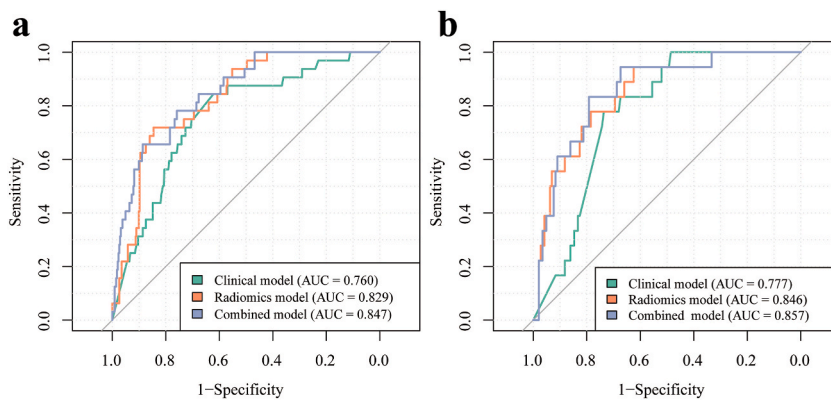 a
b
1.0
0.8
0.6
0.4
0.2
0.0
Sensitivity
Clinical model (AUC = 0.760)
Radiomics model (AUC = 0.829)
Combined model (AUC = 0.847)
1.0 0.8 0.6 0.4 0.2 0.0
1−Specificity
1.0
0.8
0.6
0.4
0.2
0.0
Sensitivity
Clinical model (AUC = 0.777)
Radiomics model (AUC = 0.846)
Combined model (AUC = 0.857)
1.0 0.8 0.6 0.4 0.2 0.0
1−Specificity